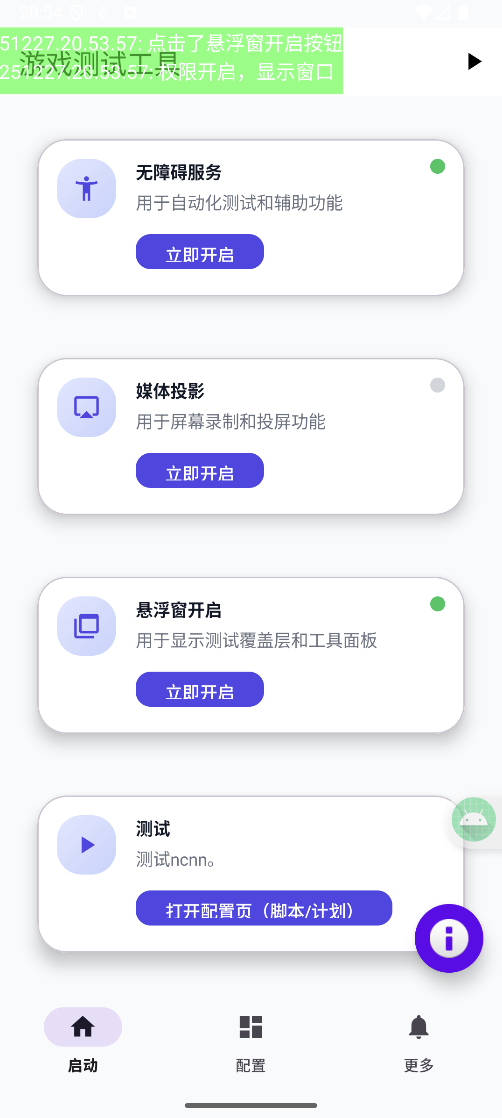 20:54
51227.20.53.57: 点击了悬浮窗开启按钮
251227.20.53.57: 权限开启，显示窗口
游戏测试工具
无障碍服务
用于自动化测试和辅助功能
立即开启
媒体投影
用于屏幕录制和投屏功能
立即开启
悬浮窗开启
用于显示测试覆盖层和工具面板
立即开启
测试
测试ncnn。
打开配置页（脚本/计划）
启动
配置
更多